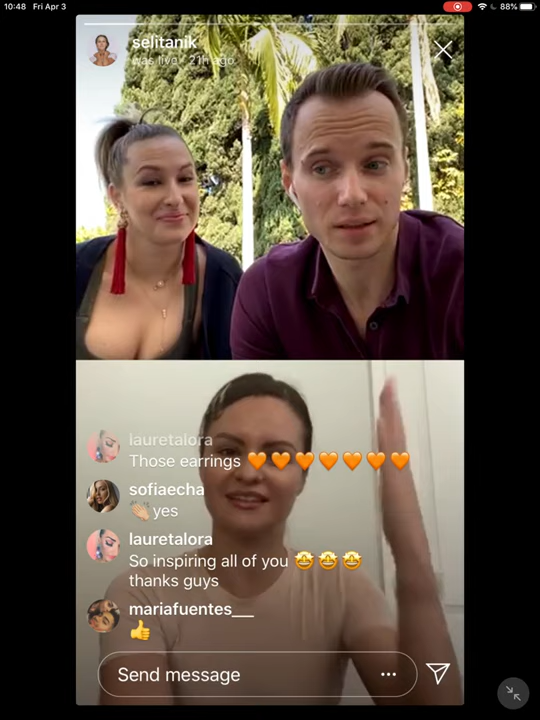 10:48 Fri Apr 3
88%
selitanik
was live · 21h ago
lauretalora
Those earrings 🧡🧡🧡🧡🧡🧡🧡
sofiaecha
👏🏼yes
lauretalora
So inspiring all of you 🤩🤩🤩
thanks guys
mariafuentes__
👍
Send message